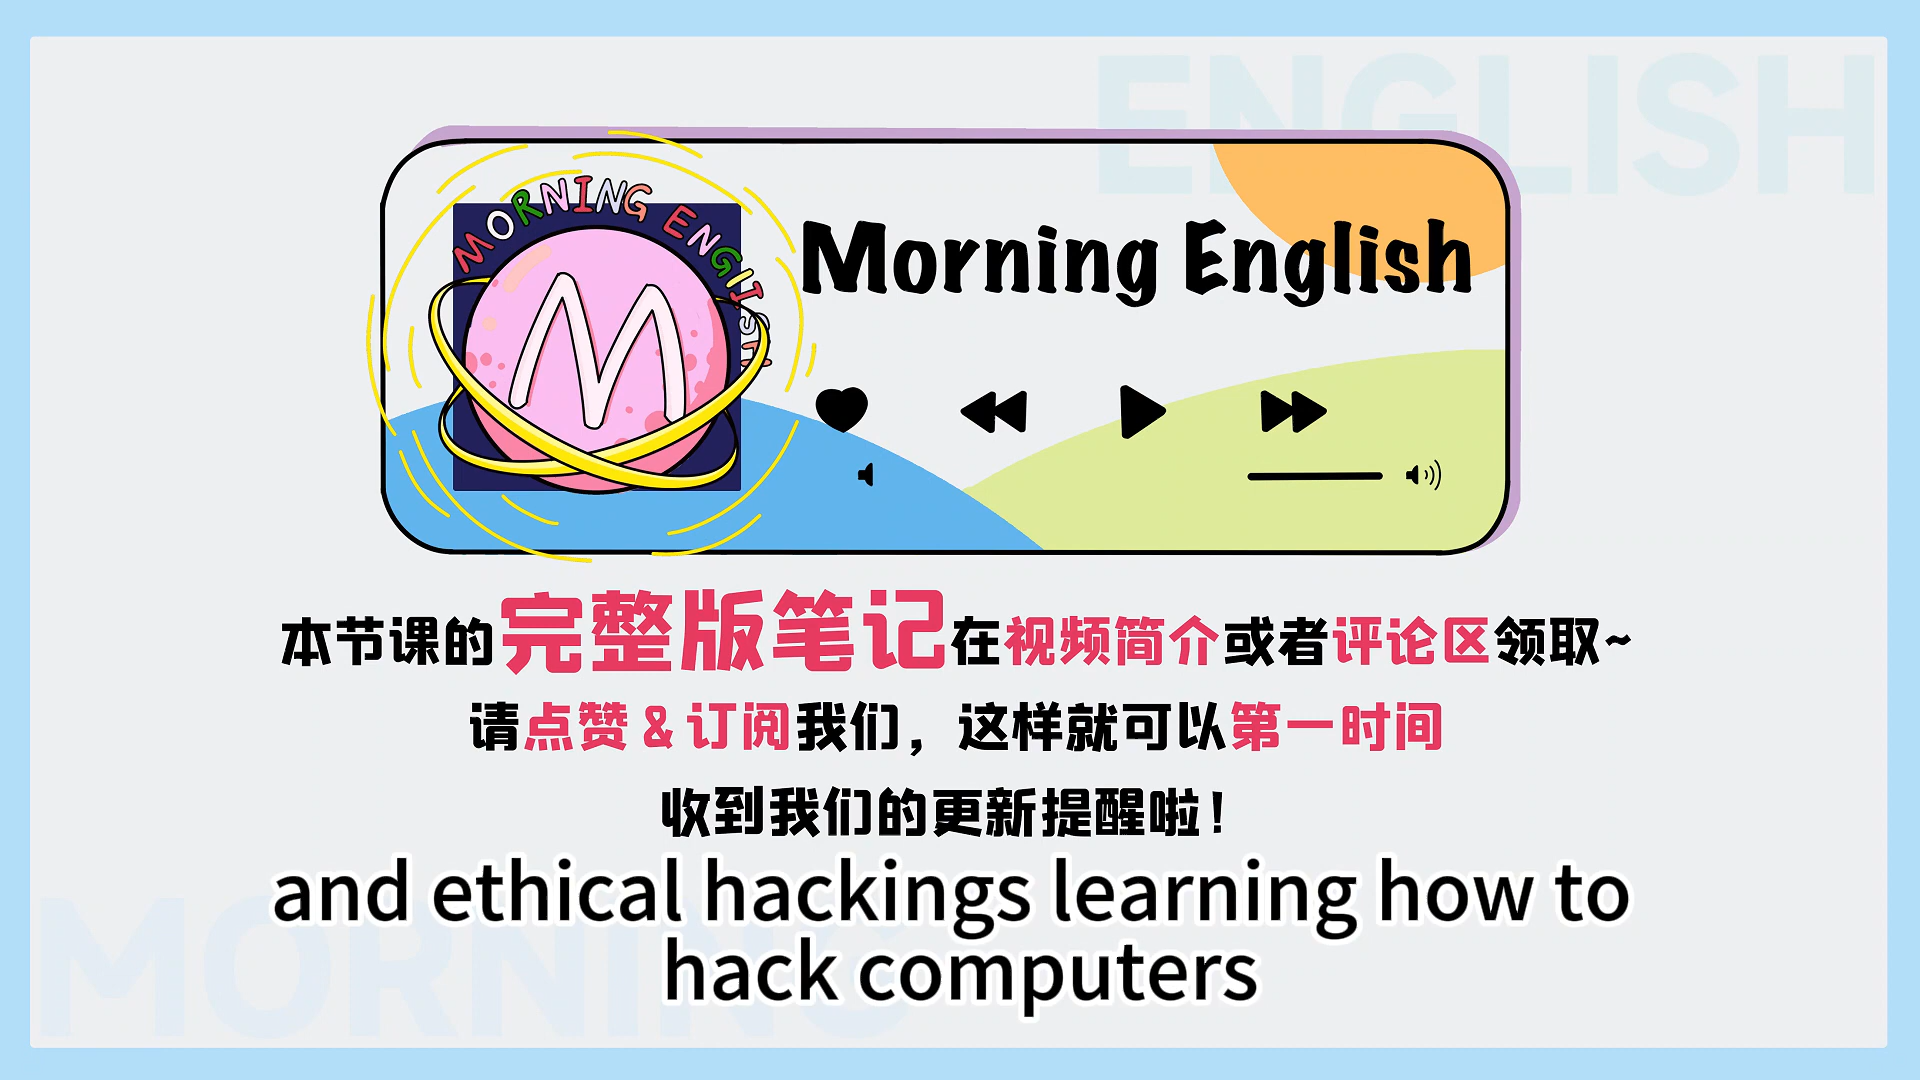 ENGLISH
MORNING ENGLISH
M
Morning English
本节课的完整版笔记在视频简介或者评论区领取~
请点赞&订阅我们，这样就可以第一时间
收到我们的更新提醒啦！
and ethical hackings learning how to
hack computers
MORNING